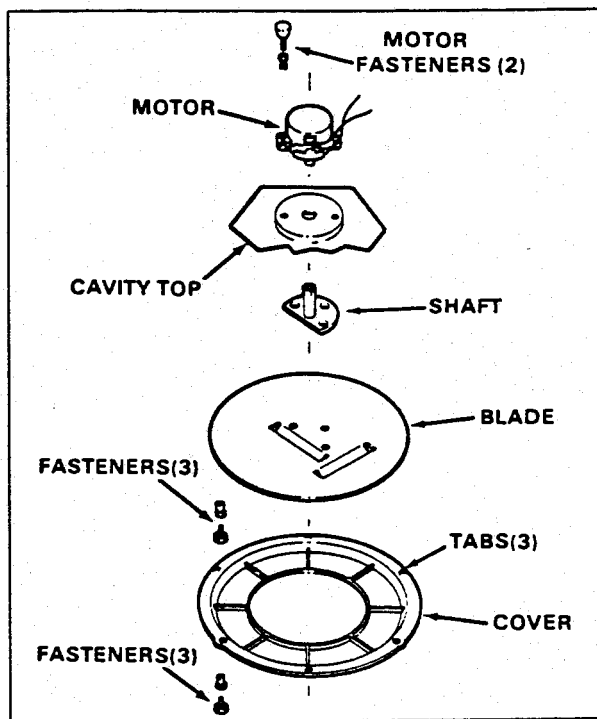 MOTOR
FASTENERS (2)
MOTOR
CAVITY TOP
SHAFT
BLADE
FASTENERS(3)
TABS(3)
COVER
FASTENERS(3)